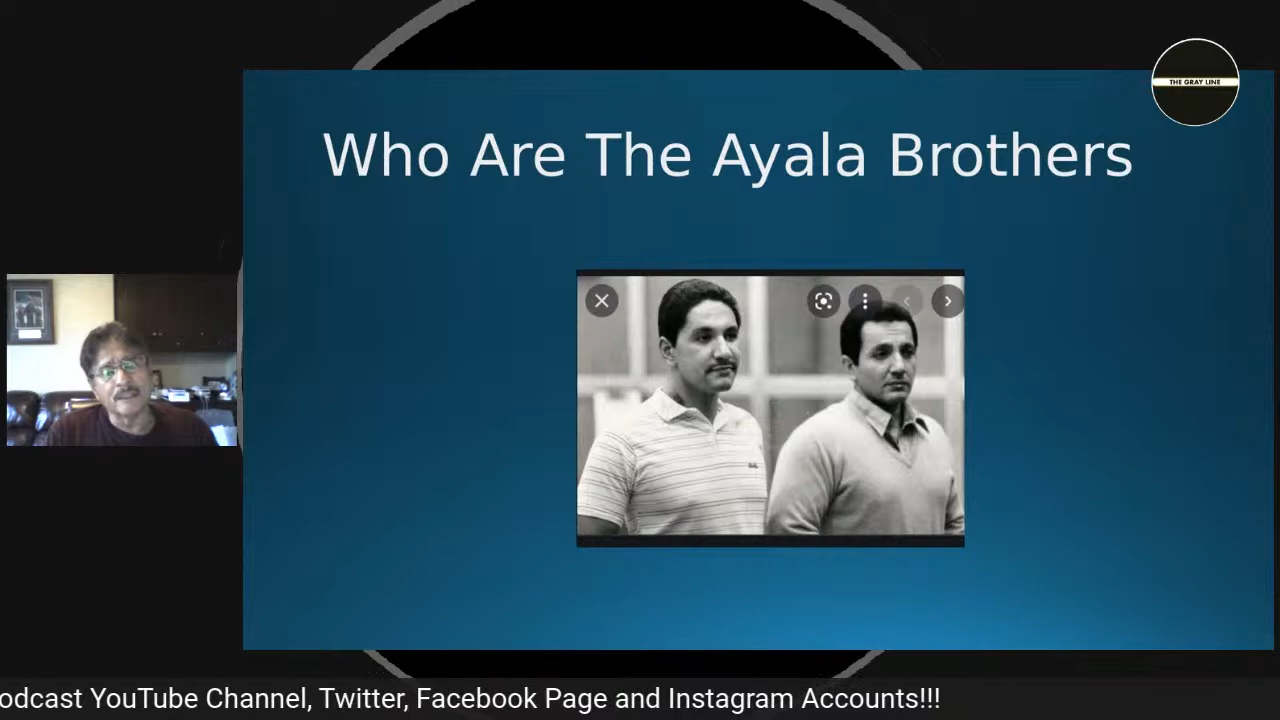 THE GRAY LINE
Who Are The Ayala Brothers
odcast YouTube Channel, Twitter, Facebook Page and Instagram Accounts!!!